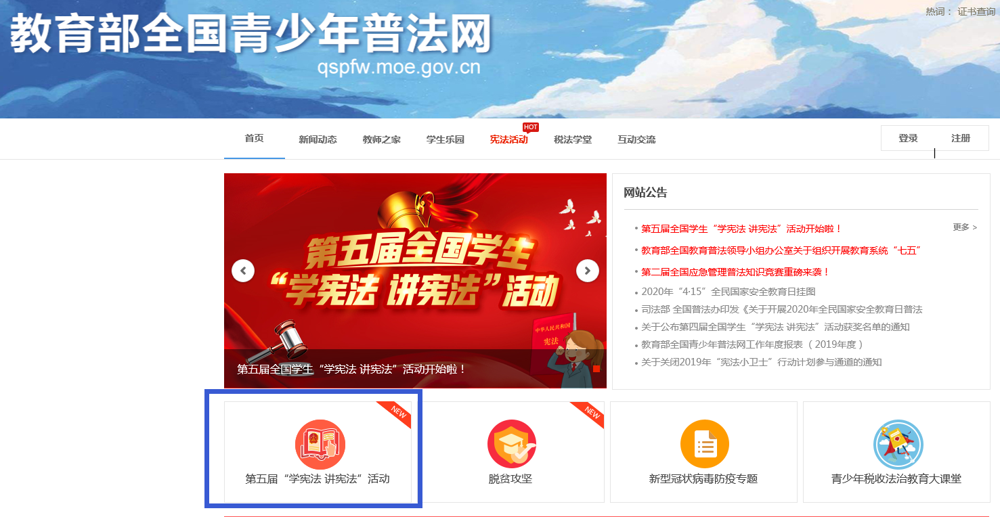 热词： 证书查询
教育部全国青少年普法网
qspfw.moe.gov.cn
首页 新闻动态 教师之家 学生乐园 宪法活动 HOT 税法学堂 互动交流 登录 注册
第五届全国学生
“学宪法 讲宪法”活动
中华人民共和国
宪法
第五届全国学生“学宪法 讲宪法”活动开始啦！
网站公告
更多 >
• 第五届全国学生“学宪法 讲宪法”活动开始啦！
• 教育部全国教育普法领导小组办公室关于组织开展教育系统“七五”
• 第二届全国应急管理普法知识竞赛重磅来袭！
• 2020年“4·15”全民国家安全教育日挂图
• 司法部 全国普法办印发《关于开展2020年全民国家安全教育日普法
• 关于公布第四届全国学生“学宪法 讲宪法”活动获奖名单的通知
• 教育部全国青少年普法网工作年度报表（2019年度）
• 关于关闭2019年“宪法小卫士”行动计划参与通道的通知
NEW
第五届“学宪法 讲宪法”活动
NEW
脱贫攻坚
新型冠状病毒防疫专题
青少年税收法治教育大课堂